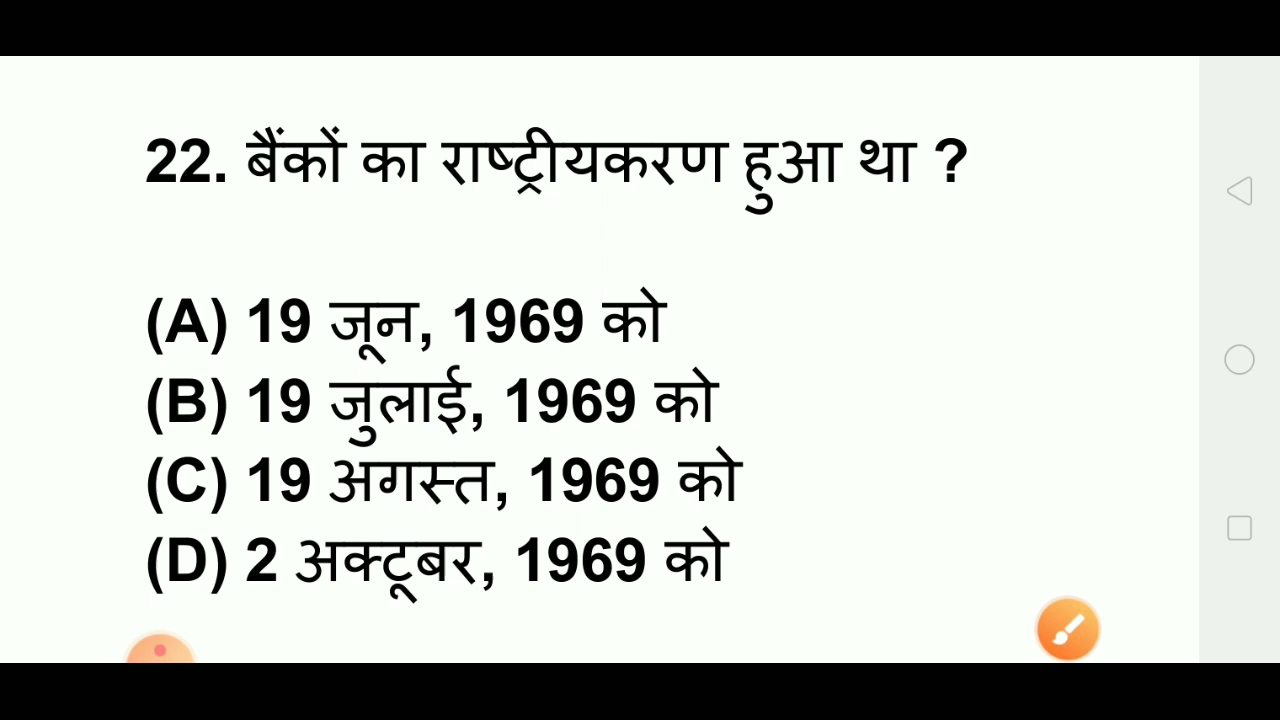 22. बैंकों का राष्ट्रीयकरण हुआ था ?
(A) 19 जून, 1969 को
(B) 19 जुलाई, 1969 को
(C) 19 अगस्त, 1969 को
(D) 2 अक्टूबर, 1969 को